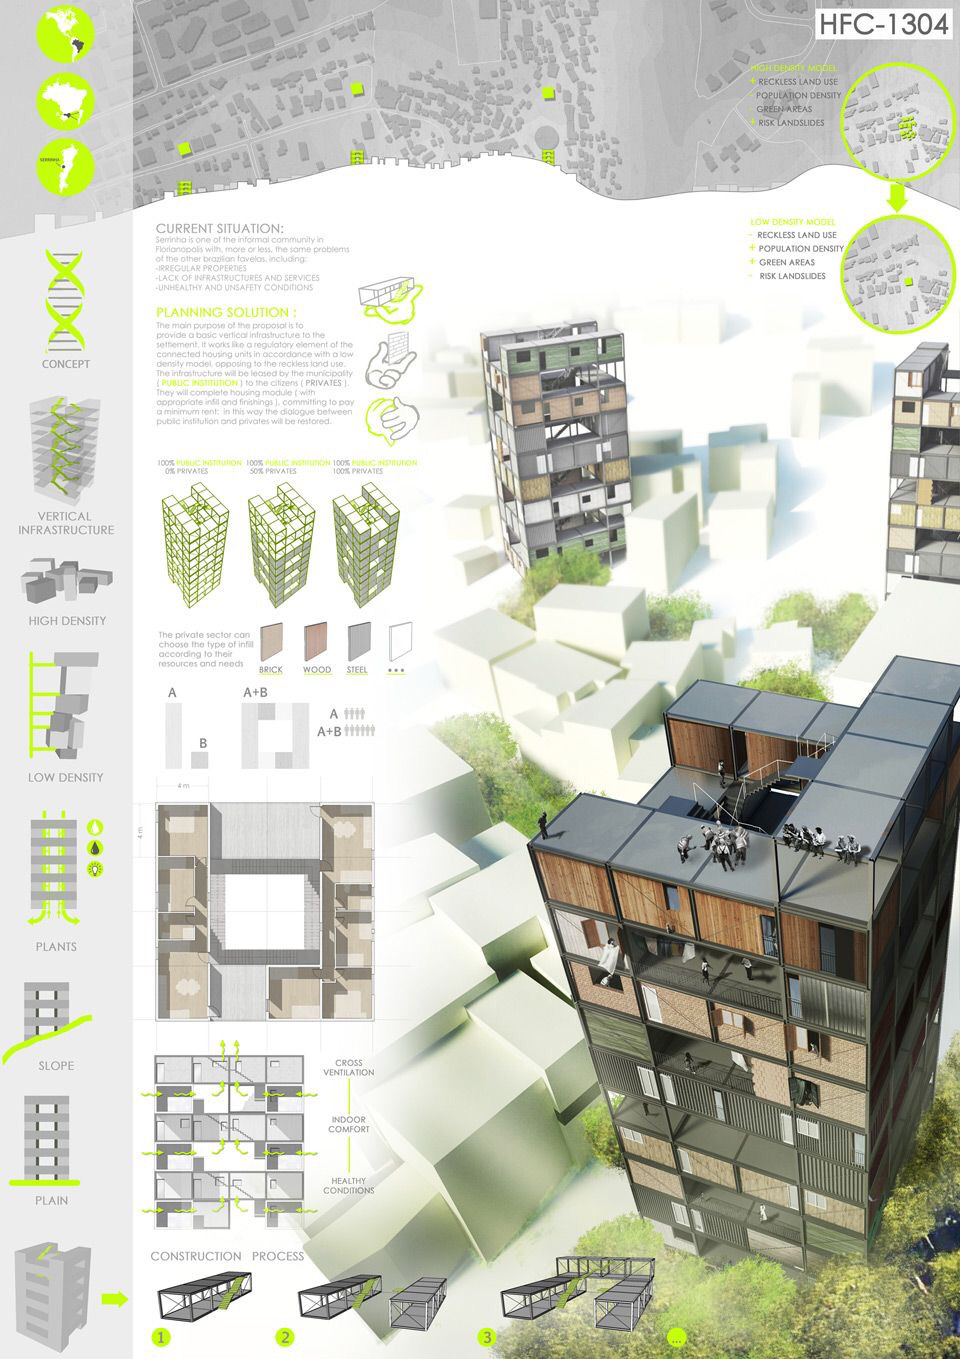 HFC-1304
HIGH DENSITY MODEL
+ RECKLESS LAND USE
- POPULATION DENSITY
- GREEN AREAS
+ RISK LANDSLIDES
SERRINHA
LOW DENSITY MODEL
- RECKLESS LAND USE
+ POPULATION DENSITY
+ GREEN AREAS
- RISK LANDSLIDES
CURRENT SITUATION:
Serrinha is one of the informal community in
Florianopolis with, more or less, the same problems
of the other brazilian favelas, including:
-IRREGULAR PROPERTIES
-LACK OF INFRASTRUCTURES AND SERVICES
-UNHEALTHY AND UNSAFETY CONDITIONS
PLANNING SOLUTION :
The main purpose of the proposal is to
provide a basic vertical infrastructure to the
settlement. It works like a regulatory element of the
connected housing units in accordance with a low
density model, opposing to the reckless land use.
The infrastructure will be leased by the municipality
( PUBLIC INSTITUTION ) to the citizens ( PRIVATES ).
They will complete housing module ( with
appropriate infill and finishings ), committing to pay
a minimum rent: in this way the dialogue between
public institution and privates will be restored.
CONCEPT
VERTICAL
INFRASTRUCTURE
HIGH DENSITY
LOW DENSITY
PLANTS
SLOPE
PLAIN
100% PUBLIC INSTITUTION
0% PRIVATES
100% PUBLIC INSTITUTION
50% PRIVATES
100% PUBLIC INSTITUTION
100% PRIVATES
The private sector can
choose the type of infill
according to their
resources and needs
BRICK
WOOD
STEEL
...
A
B
A+B
A
A+B
4 m
4 m
CROSS
VENTILATION
INDOOR
COMFORT
HEALTHY
CONDITIONS
CONSTRUCTION PROCESS
1
2
3
...